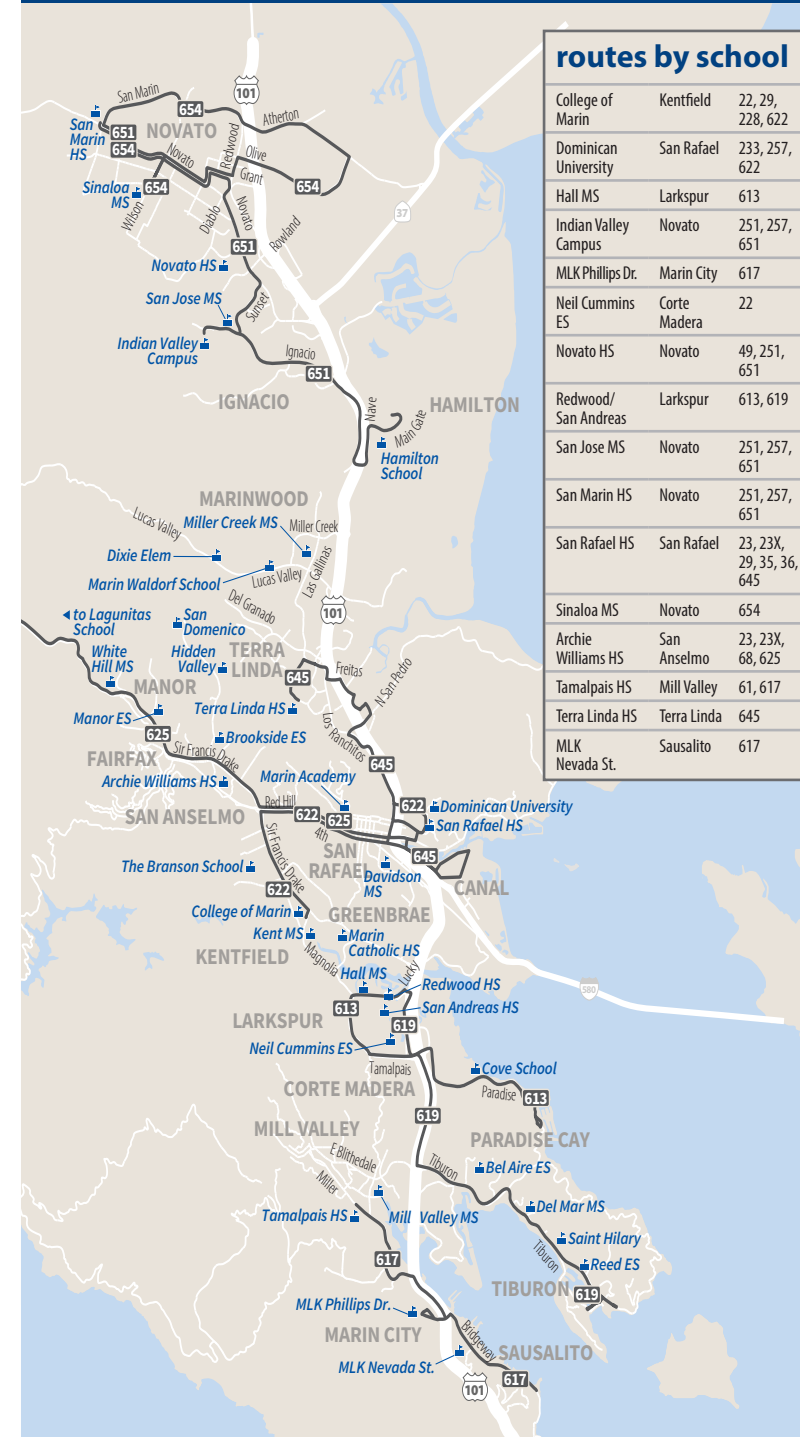 routes by school
College of Marin Kentfield 22, 29, 228, 622
Dominican University San Rafael 233, 257, 622
Hall MS Larkspur 613
Indian Valley Campus Novato 251, 257, 651
MLK Phillips Dr. Marin City 617
Neil Cummins ES Corte Madera 22
Novato HS Novato 49, 251, 651
Redwood/ San Andreas Larkspur 613, 619
San Jose MS Novato 251, 257, 651
San Marin HS Novato 251, 257, 651
San Rafael HS San Rafael 23, 23X, 29, 35, 36, 645
Sinaloa MS Novato 654
Archie Williams HS San Anselmo 23, 23X, 68, 625
Tamalpais HS Mill Valley 61, 617
Terra Linda HS Terra Linda 645
MLK Nevada St. Sausalito 617
San Marin
654
101
Atherton
San Marin HS
651
654
NOVATO
Novato
Redwood
Olive
Grant
654
Sinaloa MS
654
Wilson
Diablo
Novato
37
651
Rowland
Novato HS
San Jose MS
Sunset
Indian Valley Campus
Ignacio
651
IGNACIO
Nave
Main Gate
HAMILTON
Hamilton School
MARINWOOD
Lucas Valley
Miller Creek MS
Miller Creek
Dixie Elem
Las Gallinas
Marin Waldorf School
Lucas Valley
Del Granado
101
to Lagunitas School
San Domenico
White Hill MS
Hidden Valley
TERRA LINDA
Freitas
N San Pedro
645
MANOR
Terra Linda HS
Manor ES
Los Ranchitos
625
Brookside ES
Sir Francis Drake
FAIRFAX
645
Archie Williams HS
Marin Academy
Red Hill
622
Dominican University
SAN ANSELMO
622
625
San Rafael HS
4th
SAN RAFAEL
645
Sir Francis Drake
The Branson School
Davidson MS
CANAL
622
College of Marin
GREENBRAE
Kent MS
Marin Catholic HS
KENTFIELD
Magnolia
Hall MS
Lucky
Redwood HS
580
613
San Andreas HS
LARKSPUR
619
Neil Cummins ES
Tamalpais
Cove School
CORTE MADERA
Paradise
613
619
MILL VALLEY
PARADISE CAY
E Blithedale
Tiburon
Bel Aire ES
Miller
Del Mar MS
Tamalpais HS
Mill Valley MS
Saint Hilary
Tiburon
617
Reed ES
TIBURON
619
MLK Phillips Dr.
MARIN CITY
Bridgeway
SAUSALITO
MLK Nevada St.
617
101